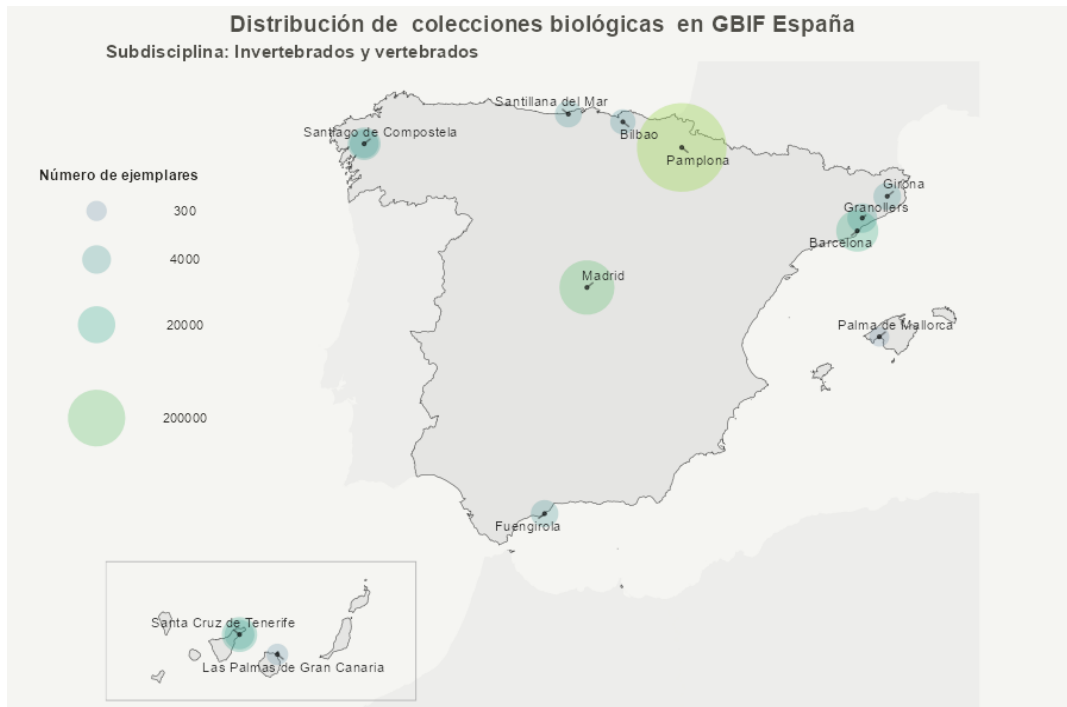 Distribución de colecciones biológicas en GBIF España
Subdisciplina: Invertebrados y vertebrados
Santillana del Mar
Santiago de Compostela
Bilbao
Pamplona
Número de ejemplares
Girona
300
Granollers
Barcelona
4000
Madrid
20000
Palma de Mallorca
200000
Fuengirola
Santa Cruz de Tenerife
Las Palmas de Gran Canaria